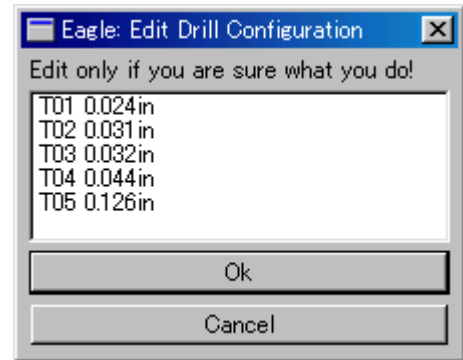 Eagle: Edit Drill Configuration
Edit only if you are sure what you do!
T01 0.024in
T02 0.031in
T03 0.032in
T04 0.044in
T05 0.126in
Ok
Cancel